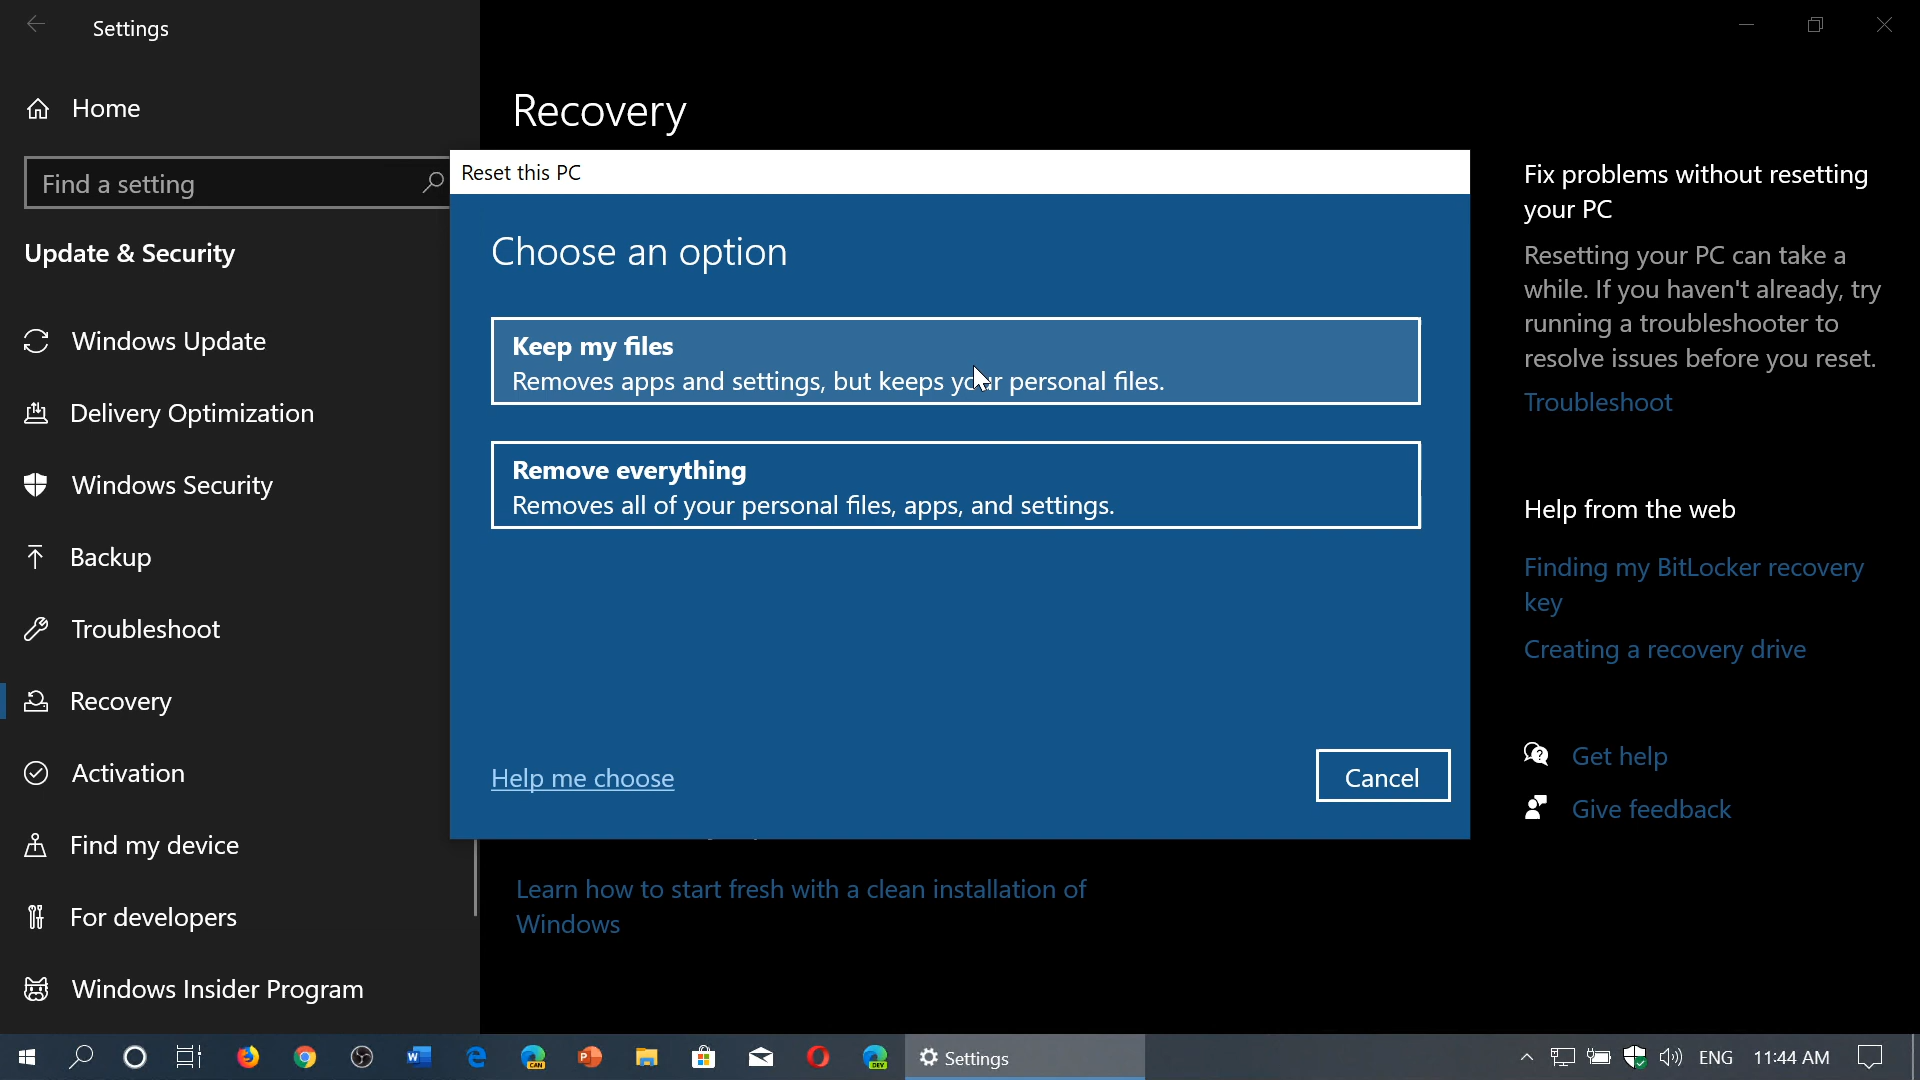 Settings
Home
Find a setting
Update & Security
Windows Update
Delivery Optimization
Windows Security
Backup
Troubleshoot
Recovery
Activation
Find my device
For developers
Windows Insider Program
Recovery
Reset this PC
Choose an option
Keep my files
Removes apps and settings, but keeps your personal files.
Remove everything
Removes all of your personal files, apps, and settings.
Help me choose
Cancel
Learn how to start fresh with a clean installation of
Windows
Fix problems without resetting
your PC
Resetting your PC can take a
while. If you haven't already, try
running a troubleshooter to
resolve issues before you reset.
Troubleshoot
Help from the web
Finding my BitLocker recovery
key
Creating a recovery drive
Get help
Give feedback
CAN
DEV
Settings
ENG
11:44 AM